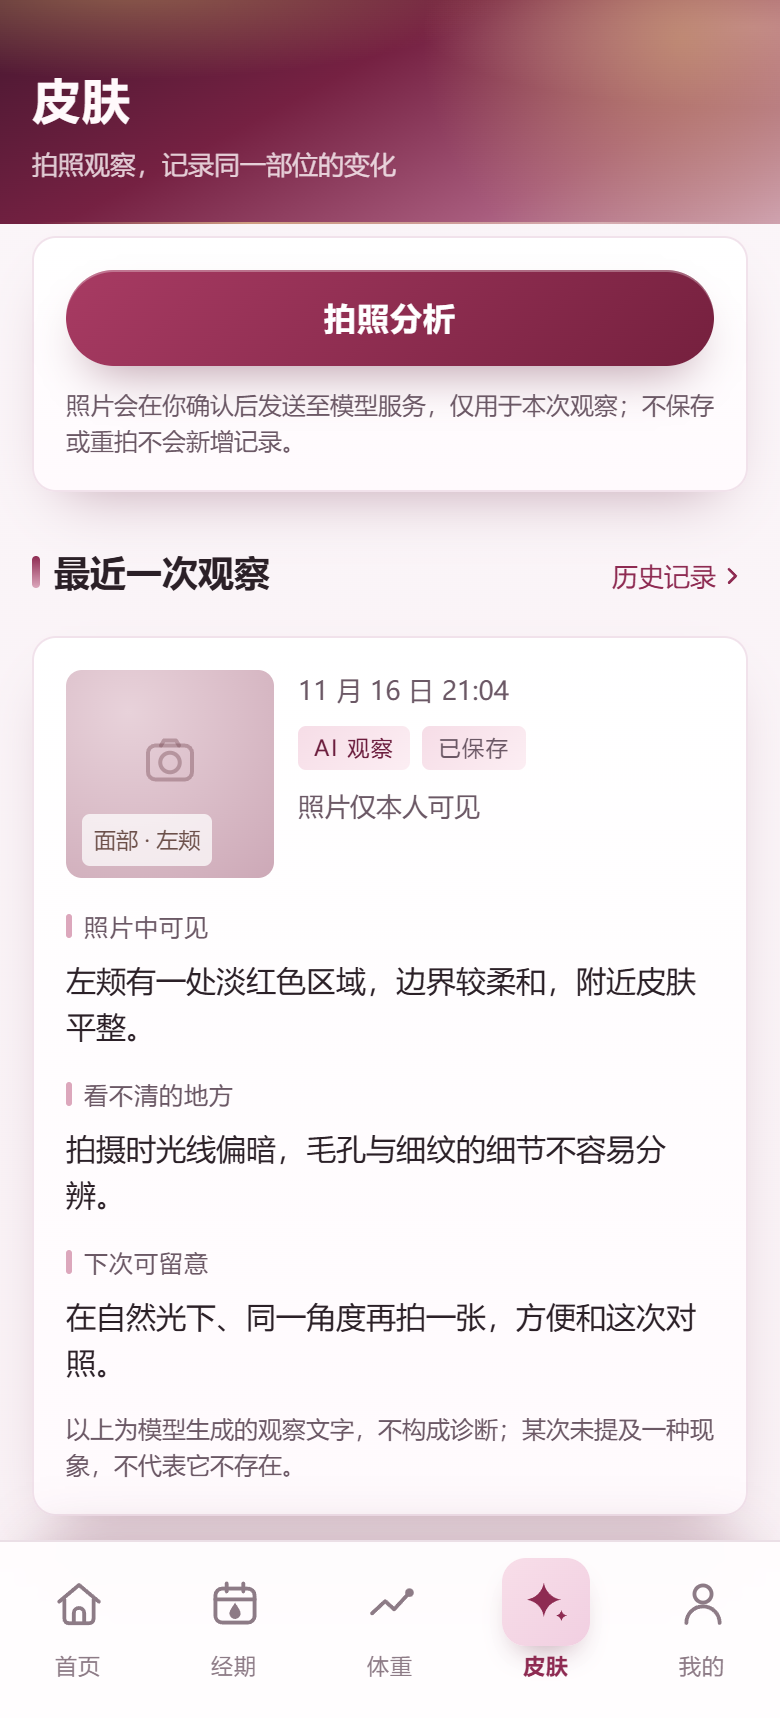 皮肤
拍照观察，记录同一部位的变化
拍照分析
照片会在你确认后发送至模型服务，仅用于本次观察；不保存
或重拍不会新增记录。
最近一次观察
历史记录
11 月 16 日 21:04
AI 观察
已保存
照片仅本人可见
面部 · 左颊
照片中可见
左颊有一处淡红色区域，边界较柔和，附近皮肤
平整。
看不清的地方
拍摄时光线偏暗，毛孔与细纹的细节不容易分
辨。
下次可留意
在自然光下、同一角度再拍一张，方便和这次对
照。
以上为模型生成的观察文字，不构成诊断；某次未提及一种现
象，不代表它不存在。
首页
经期
体重
皮肤
我的